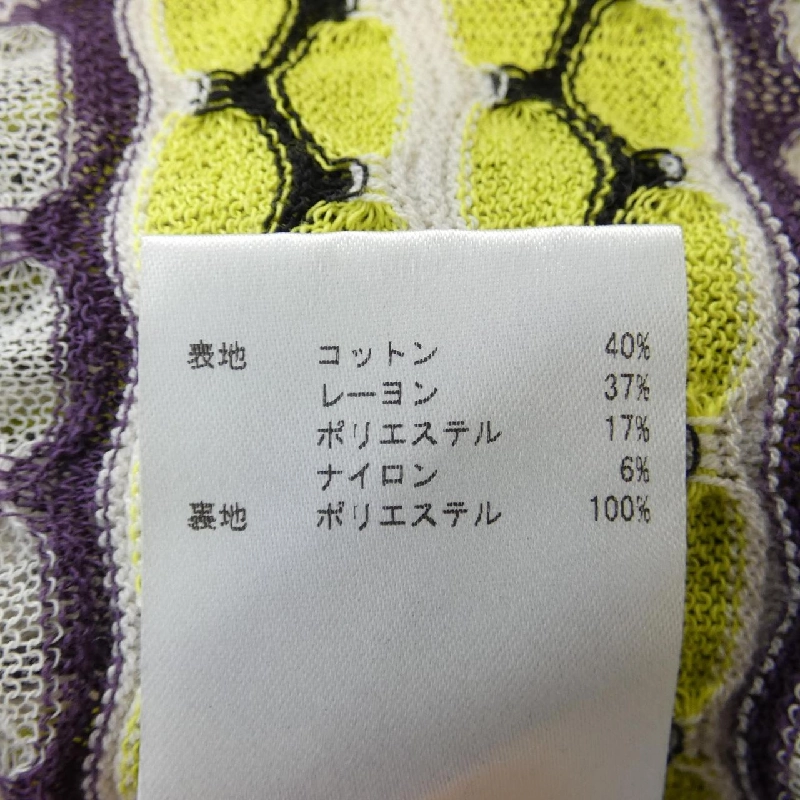 表地 コットン 40%
レーヨン 37%
ポリエステル 17%
ナイロン 6%
裏地 ポリエステル 100%